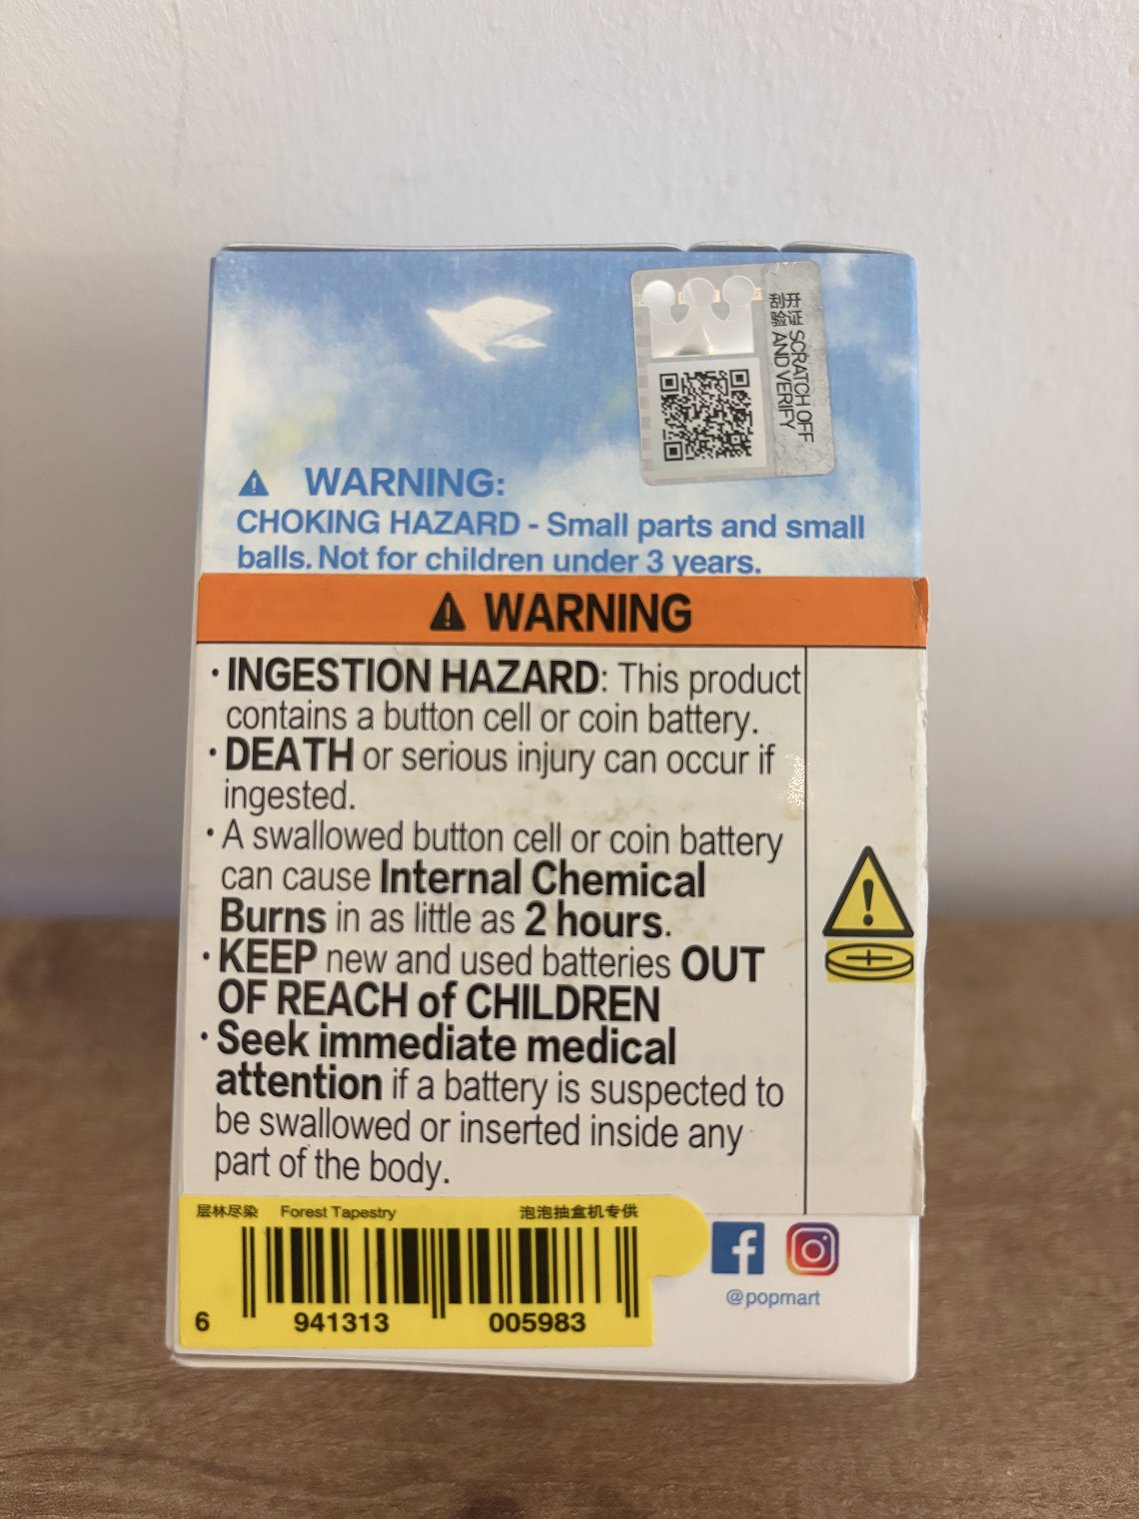 开证 SCRATCH OFF
刮验 AND VERIFY
WARNING:
CHOKING HAZARD - Small parts and small
balls. Not for children under 3 years.
WARNING
· INGESTION HAZARD: This product
contains a button cell or coin battery.
· DEATH or serious injury can occur if
ingested.
· A swallowed button cell or coin battery
can cause Internal Chemical
Burns in as little as 2 hours.
· KEEP new and used batteries OUT
OF REACH of CHILDREN
· Seek immediate medical
attention if a battery is suspected to
be swallowed or inserted inside any
part of the body.
层林尽染 Forest Tapestry 泡泡抽盒机专供
6 941313 005983
@popmart